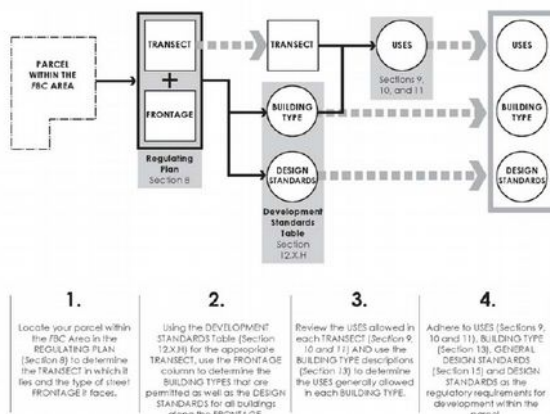 TRANSECT
TRANSECT
USES
USES
PARCEL
WITHIN THE
FBC AREA
Sections 9,
10, and 11
FRONTAGE
BUILDING
TYPE
BUILDING
TYPE
Regulating
Plan
Section 8
DESIGN
STANDARDS
DESIGN
STANDARDS
Development
Standards
Table
Section
12.X.H
1.
Locate your parcel within
the FBC Area in the
REGULATING PLAN
(Section 8) to determine
the TRANSECT in which it
lies and the type of street
FRONTAGE it faces.
2.
Using the DEVELOPMENT
STANDARDS Table (Section
12.X.H) for the appropriate
TRANSECT, use the FRONTAGE
column to determine the
BUILDING TYPES that are
permitted as well as the DESIGN
STANDARDS for all buildings
along the FRONTAGE
3.
Review the USES allowed in
each TRANSECT (Section 9,
10 and 11) AND use the
BUILDING TYPE descriptions
(Section 13) to determine
the USES generally allowed
in each BUILDING TYPE.
4.
Adhere to USES (Sections 9,
10 and 11), BUILDING TYPE
(Section 13), GENERAL
DESIGN STANDARDS
(Section 15) and DESIGN
STANDARDS as the
regulatory requirements for
development within the